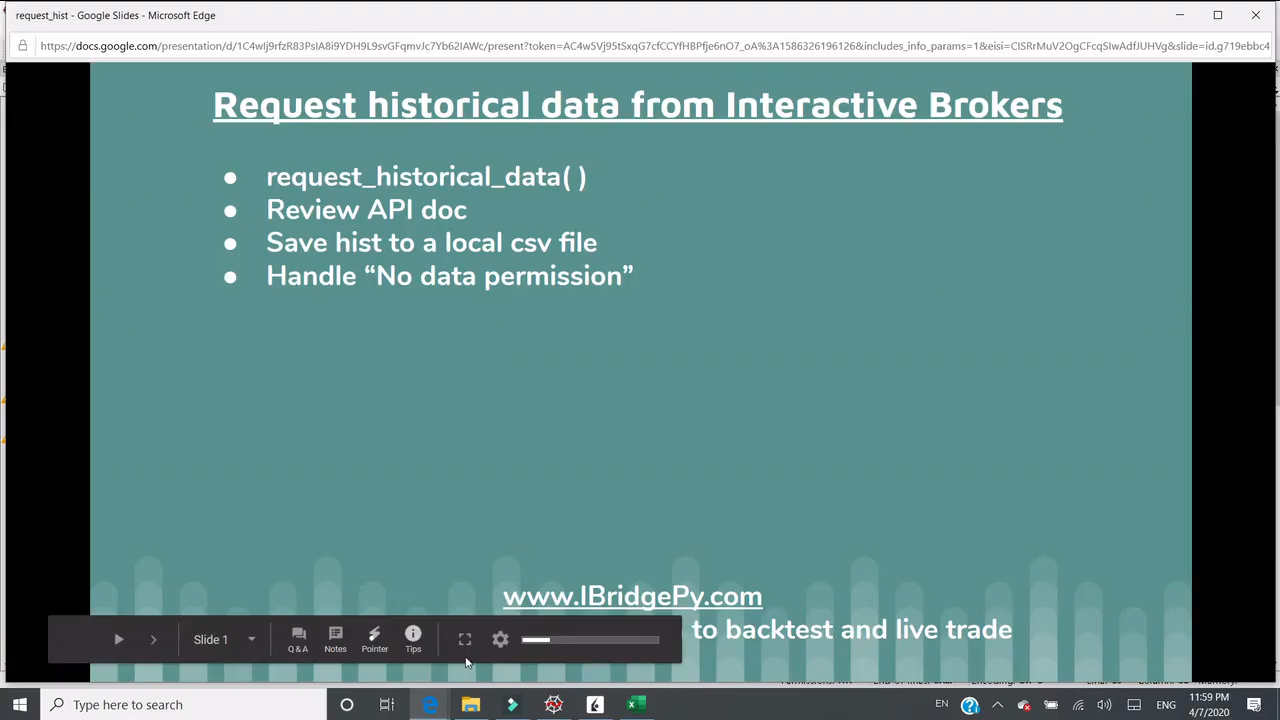 request_hist - Google Slides - Microsoft Edge
Request historical data from Interactive Brokers
● request_historical_data( )
● Review API doc
● Save hist to a local csv file
● Handle “No data permission”
www.IBridgePy.com
to backtest and live trade
Slide 1
Q & A
Notes
Pointer
Tips
Type here to search
EN
ENG
11:59 PM
4/7/2020